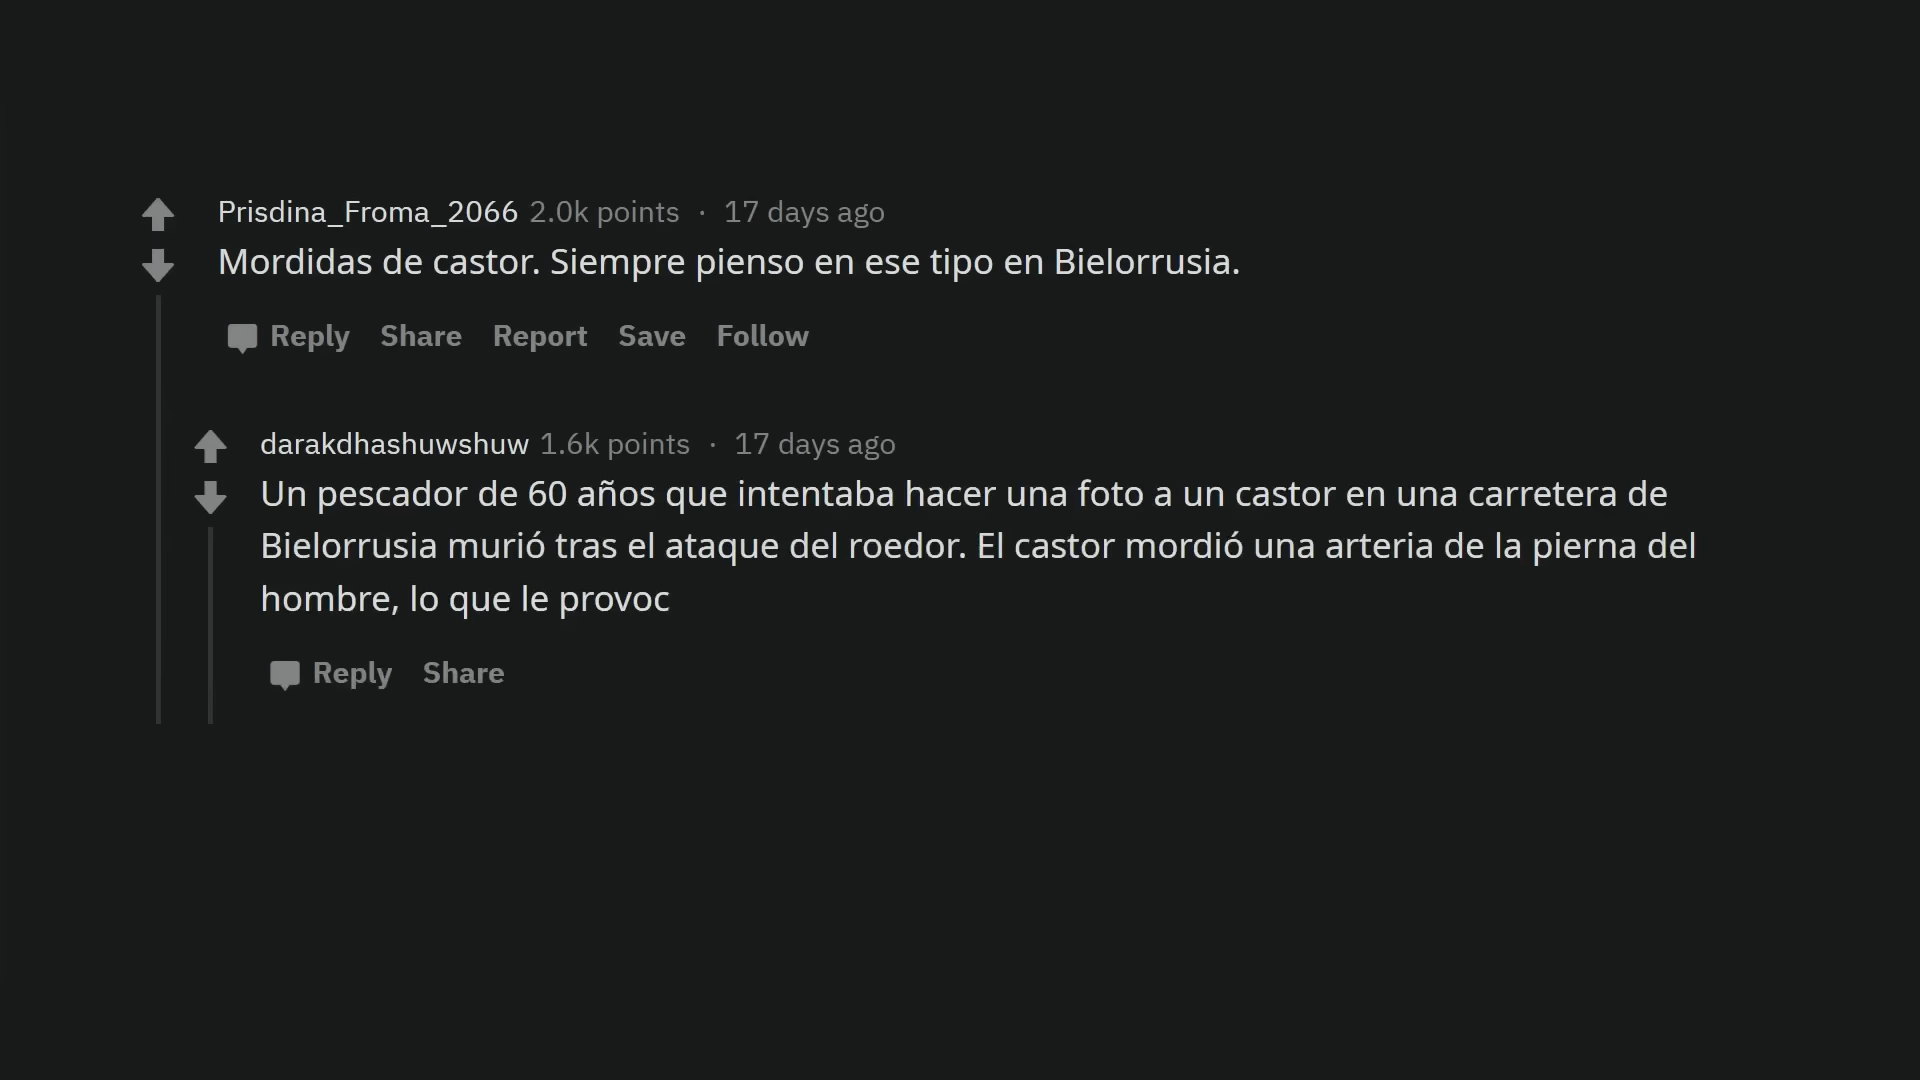 Prisdina_Froma_2066 2.0k points · 17 days ago
Mordidas de castor. Siempre pienso en ese tipo en Bielorrusia.
Reply Share Report Save Follow
darakdhashuwshuw 1.6k points · 17 days ago
Un pescador de 60 años que intentaba hacer una foto a un castor en una carretera de
Bielorrusia murió tras el ataque del roedor. El castor mordió una arteria de la pierna del
hombre, lo que le provoc
Reply Share